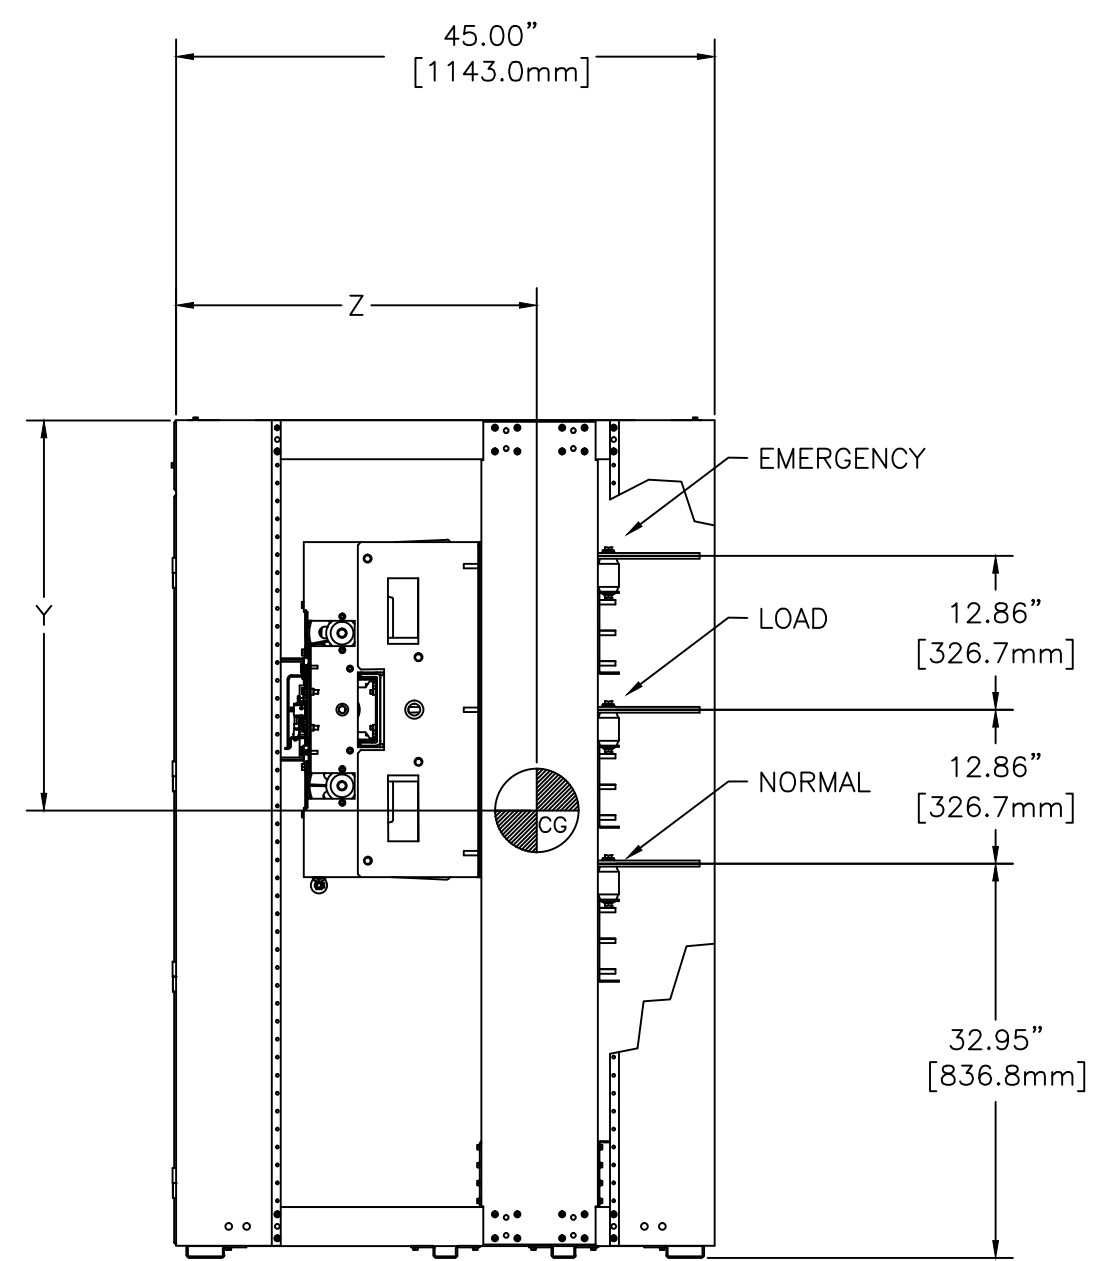 45.00”
[1143.0mm]
Z
EMERGENCY
Y
LOAD
12.86”
[326.7mm]
NORMAL
12.86”
[326.7mm]
CG
32.95”
[836.8mm]